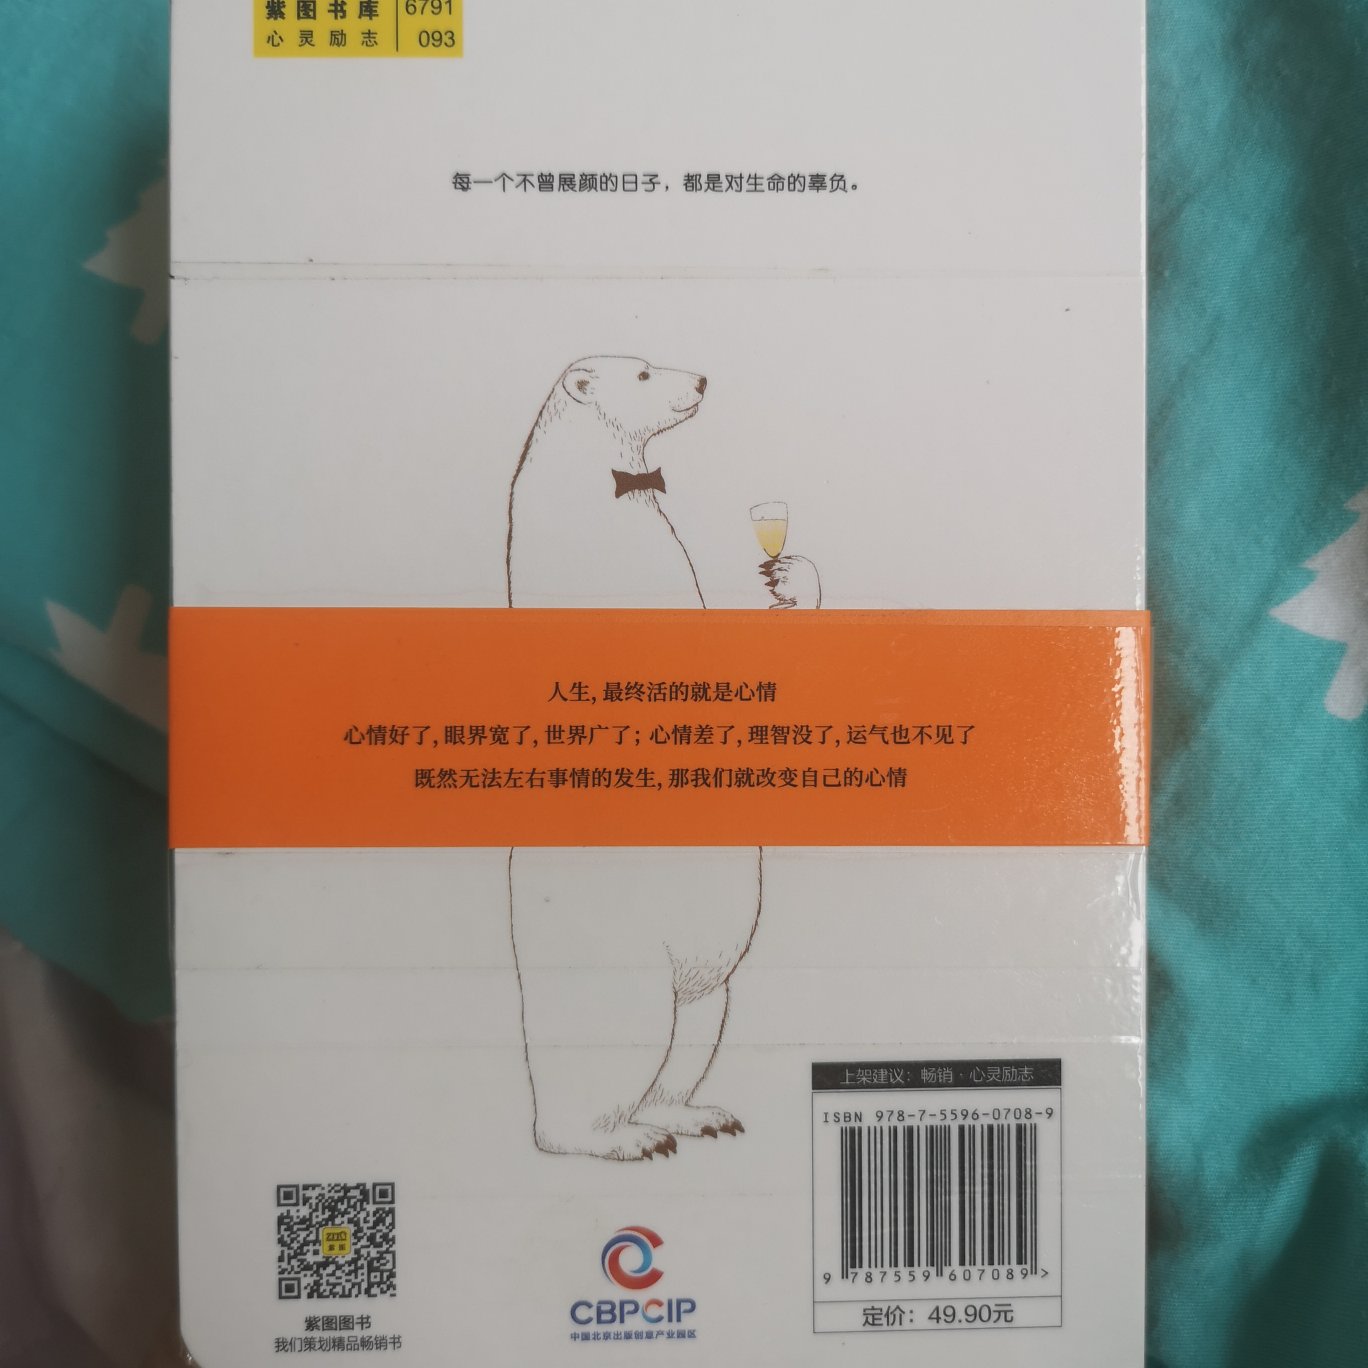 紫图书库 6791
心灵励志 093
每一个不曾展颜的日子，都是对生命的辜负。
人生, 最终活的就是心情
心情好了, 眼界宽了, 世界广了; 心情差了, 理智没了, 运气也不见了
既然无法左右事情的发生, 那我们就改变自己的心情
上架建议：畅销·心灵励志
ISBN 978-7-5596-0708-9
9 787559 607089 >
定价：49.90元
紫图
紫图图书
我们策划精品畅销书
CBPCIP
中国北京出版创意产业园区